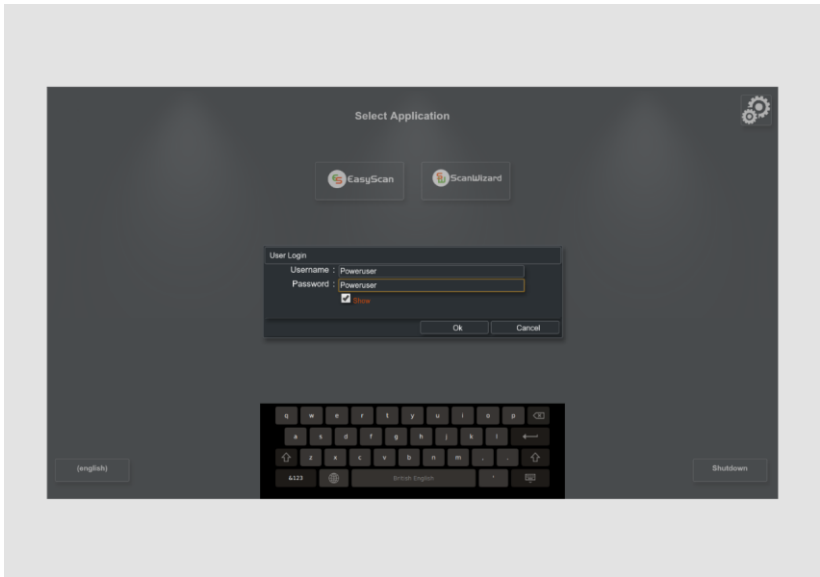 Select Application
EasyScan
ScanWizard
User Login
Username : Poweruser
Password : Poweruser
Show
Ok Cancel
q w e r t y u i o p
a s d f g h j k l
z x c v b n m , .
&123 British English '
(english)
Shutdown